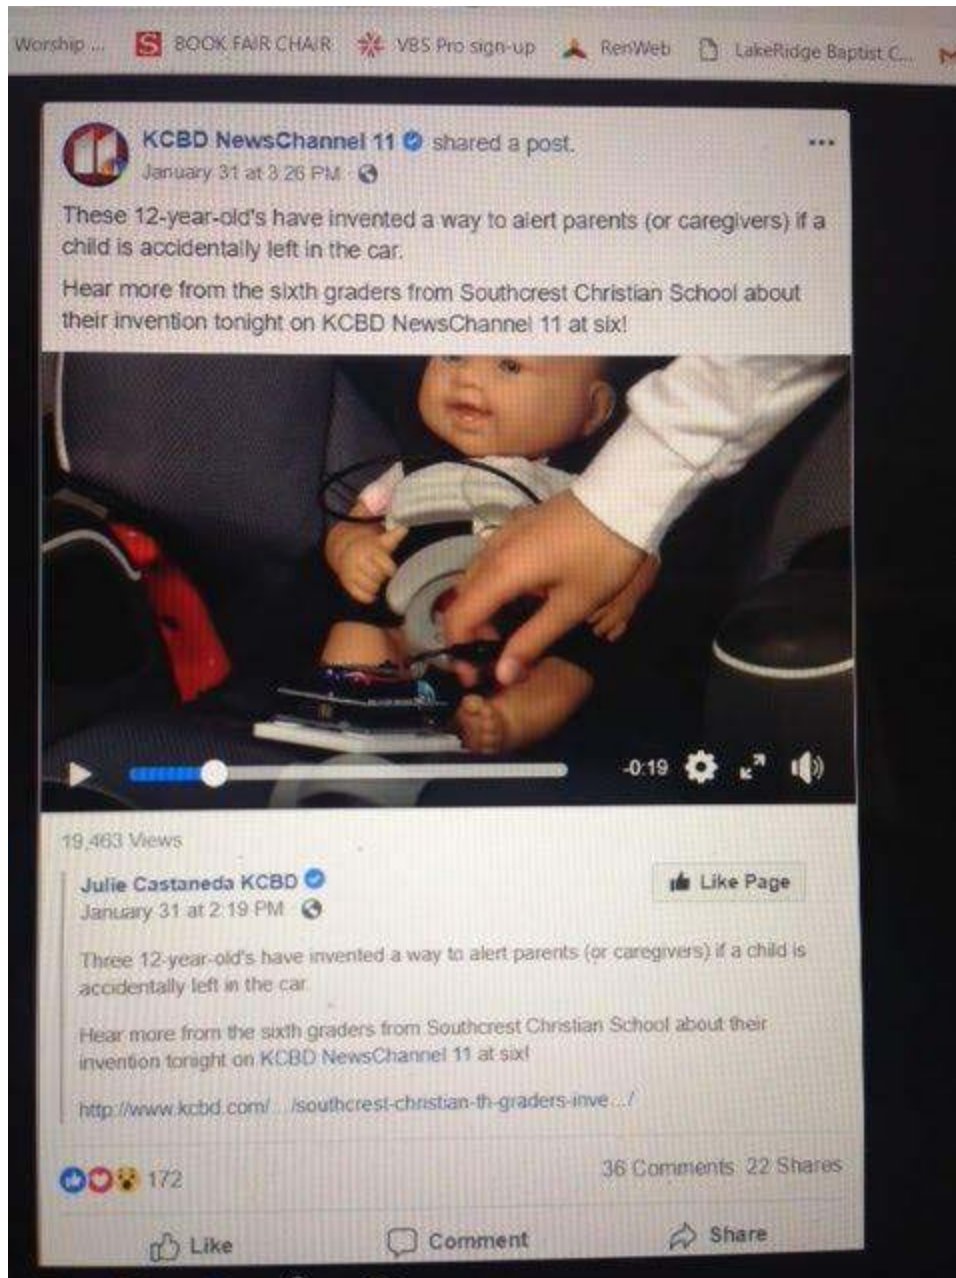 Worship ...
BOOK FAIR CHAIR
VBS Pro sign-up
RenWeb
LakeRidge Baptist C...
KCBD NewsChannel 11 shared a post.
January 31 at 3:26 PM
These 12-year-old's have invented a way to alert parents (or caregivers) if a
child is accidentally left in the car.
Hear more from the sixth graders from Southcrest Christian School about
their invention tonight on KCBD NewsChannel 11 at six!
-0:19
19,463 Views
Julie Castaneda KCBD
Like Page
January 31 at 2:19 PM
Three 12-year-old's have invented a way to alert parents (or caregivers) if a child is
accidentally left in the car.
Hear more from the sixth graders from Southcrest Christian School about their
invention tonight on KCBD NewsChannel 11 at six!
http://www.kcbd.com/.../southcrest-christian-th-graders-inve.../
172
36 Comments 22 Shares
Like
Comment
Share